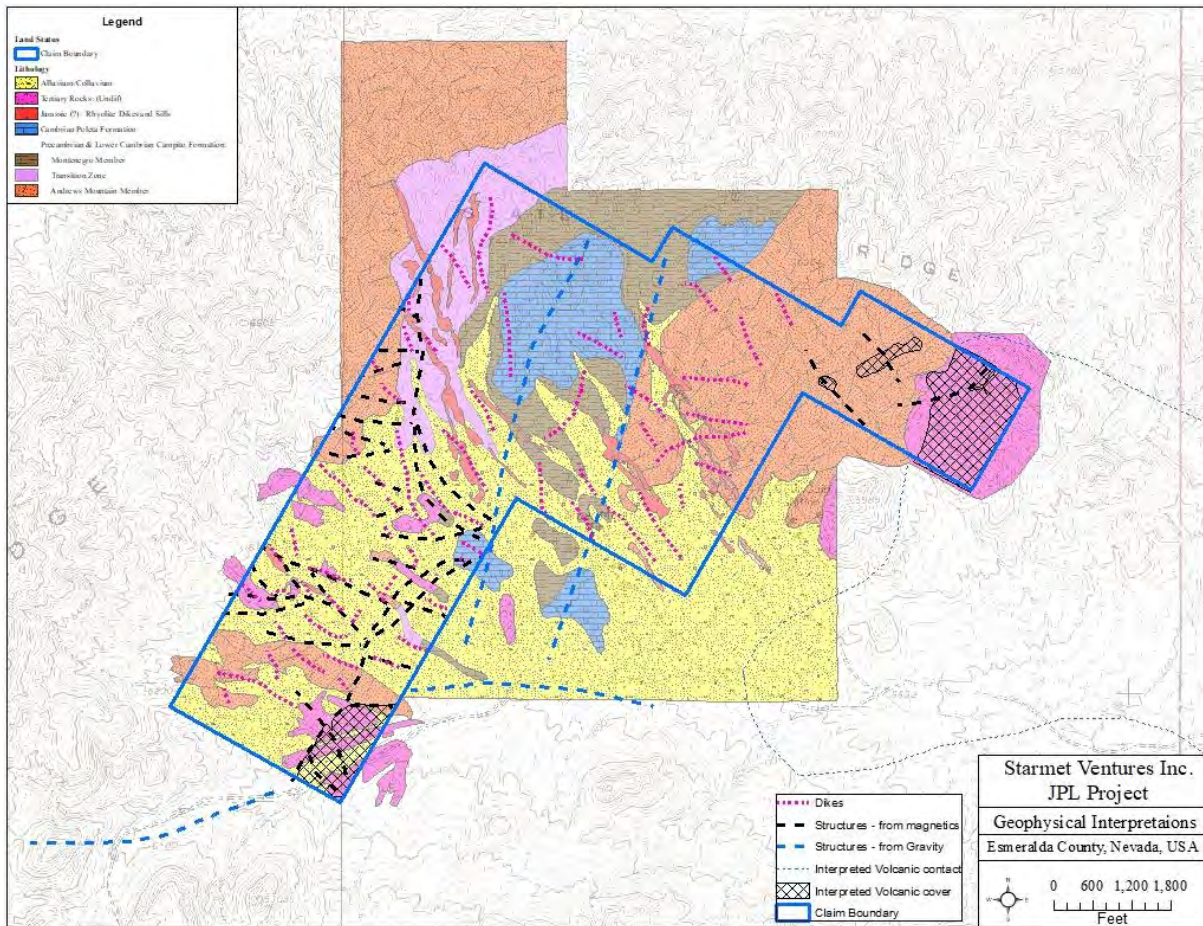 Legend
Land Status
Claim Boundary
Lithology
Alluvium/Colluvium
Tertiary Rocks (Undif)
Jurassic (?) Rhyolite Dikes and Sills
Cambrian Poleta Formation
Precambrian & Lower Cambrian Campito Formation
Montenegro Member
Transition Zone
Andrews Mountain Member
RIDGE
Dikes
Structures - from magnetics
Structures - from Gravity
Interpreted Volcanic contact
Interpreted Volcanic cover
Claim Boundary
Starmet Ventures Inc.
JPL Project
Geophysical Interpretaions
Esmeralda County, Nevada, USA
N
W E
S
0 600 1,200 1,800
Feet